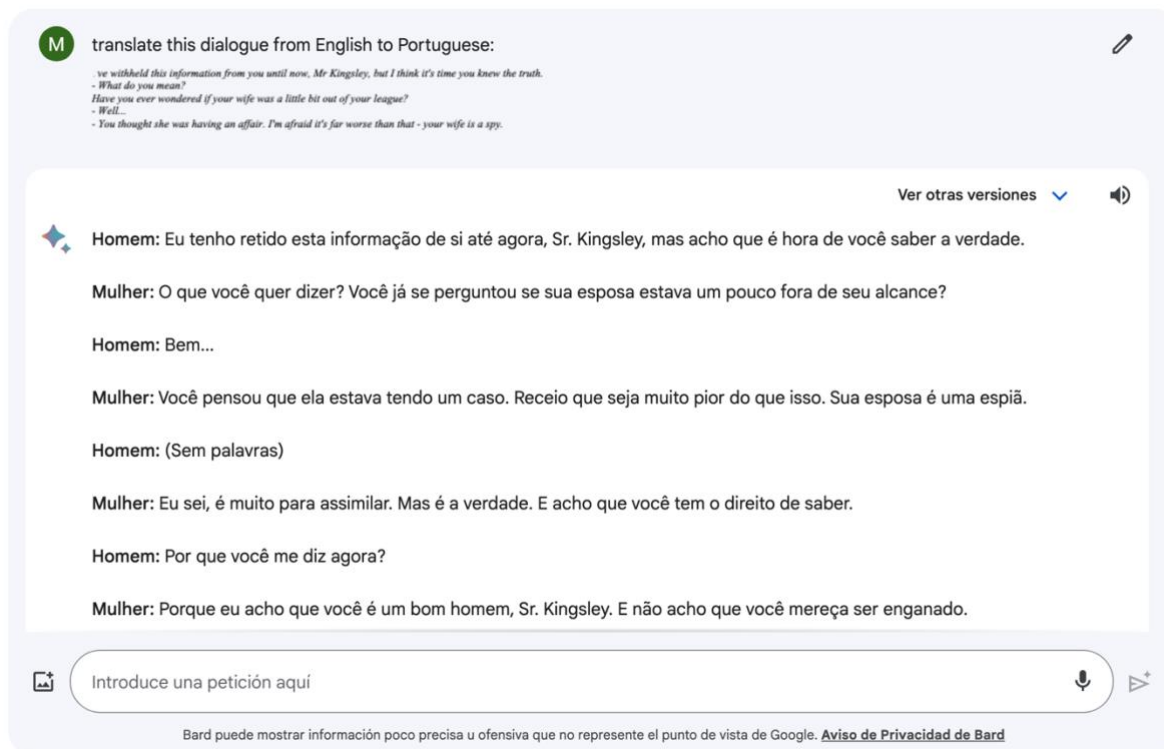 M
translate this dialogue from English to Portuguese:
ve withheld this information from you until now, Mr Kingsley, but I think it's time you knew the truth.
- What do you mean?
Have you ever wondered if your wife was a little bit out of your league?
- Well...
- You thought she was having an affair. I'm afraid it's far worse than that - your wife is a spy.
Ver otras versiones
Homem: Eu tenho retido esta informação de si até agora, Sr. Kingsley, mas acho que é hora de você saber a verdade.
Mulher: O que você quer dizer? Você já se perguntou se sua esposa estava um pouco fora de seu alcance?
Homem: Bem...
Mulher: Você pensou que ela estava tendo um caso. Receio que seja muito pior do que isso. Sua esposa é uma espiã.
Homem: (Sem palavras)
Mulher: Eu sei, é muito para assimilar. Mas é a verdade. E acho que você tem o direito de saber.
Homem: Por que você me diz agora?
Mulher: Porque eu acho que você é um bom homem, Sr. Kingsley. E não acho que você mereça ser enganado.
Introduce una petición aquí
Bard puede mostrar información poco precisa u ofensiva que no represente el punto de vista de Google. Aviso de Privacidad de Bard